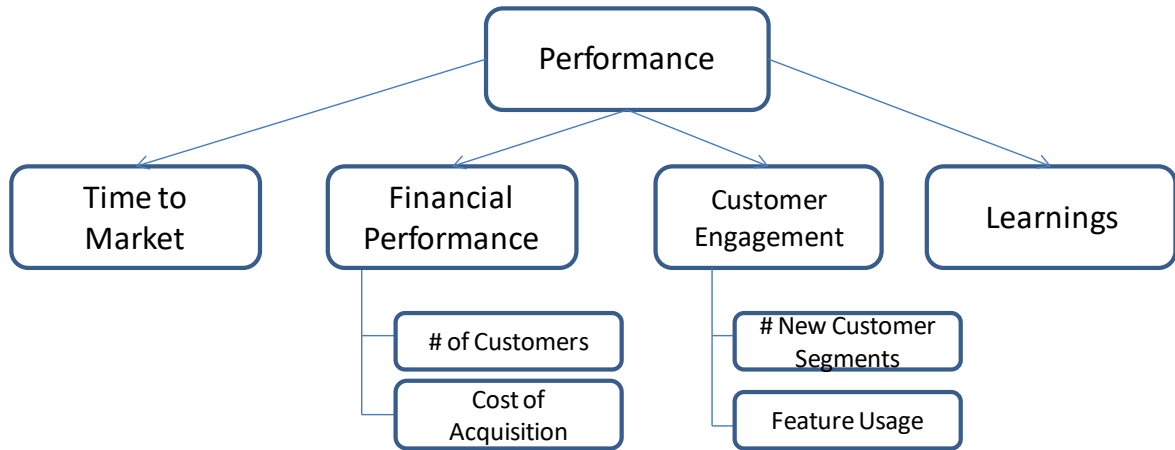 Performance
Time to
Market
Financial
Performance
Customer
Engagement
Learnings
# of Customers
Cost of
Acquisition
# New Customer
Segments
Feature Usage